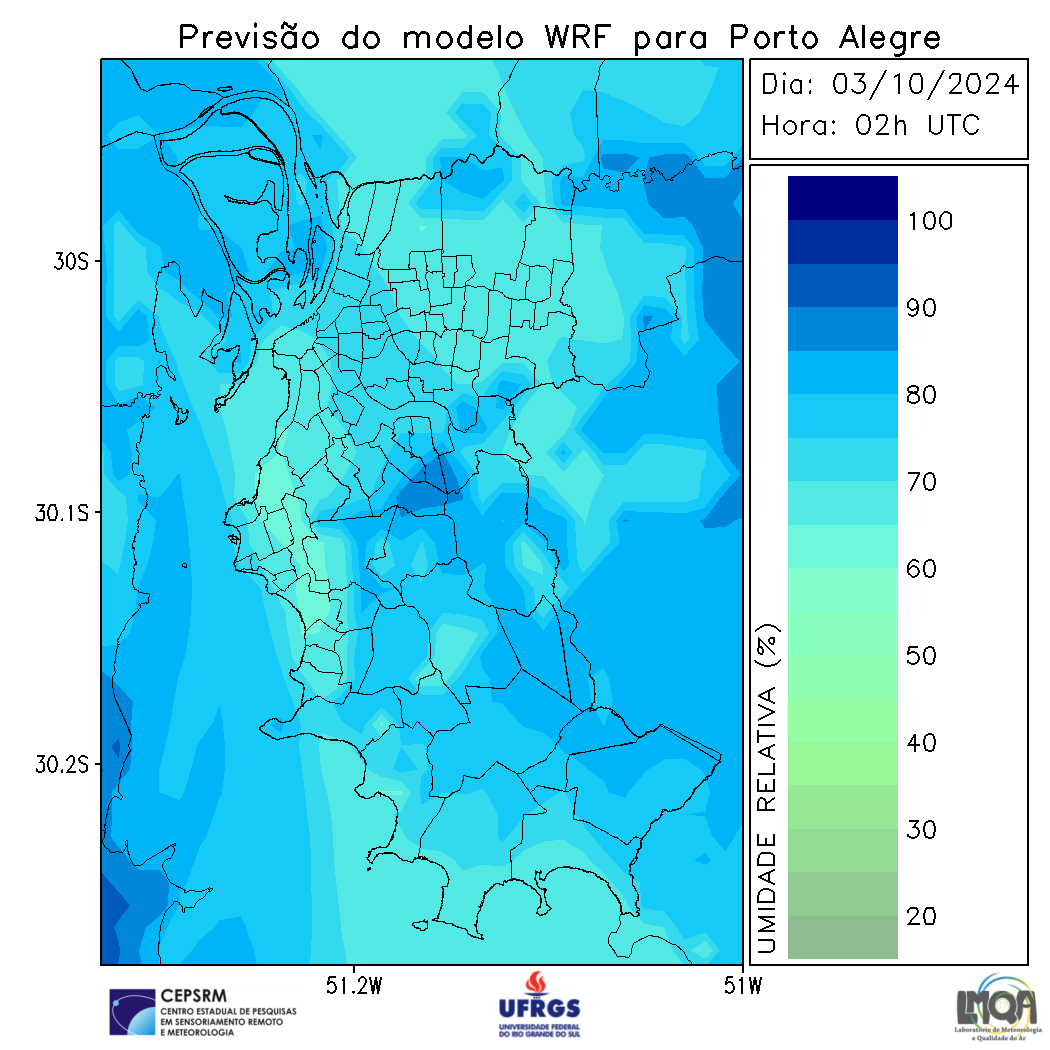 Previsão do modelo WRF para Porto Alegre
Dia: 03/10/2024
Hora: 02h UTC
30S
30.1S
30.2S
51.2W
51W
UMIDADE RELATIVA (%)
100
90
80
70
60
50
40
30
20
CEPSRM
CENTRO ESTADUAL DE PESQUISAS
EM SENSORIAMENTO REMOTO
E METEOROLOGIA
UFRGS
UNIVERSIDADE FEDERAL
DO RIO GRANDE DO SUL
LMQA
Laboratório de Meteorologia
e Qualidade do Ar